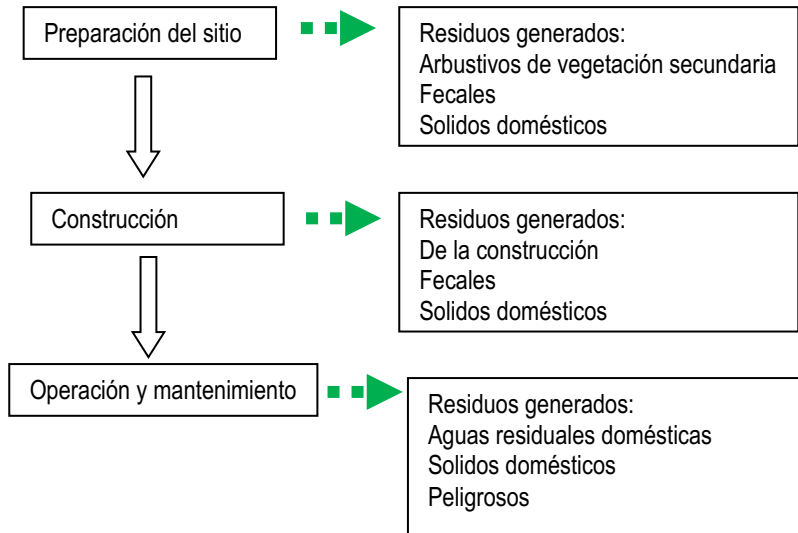 Preparación del sitio
Residuos generados:
Arbustivos de vegetación secundaria
Fecales
Solidos domésticos
Construcción
Residuos generados:
De la construcción
Fecales
Solidos domésticos
Operación y mantenimiento
Residuos generados:
Aguas residuales domésticas
Solidos domésticos
Peligrosos